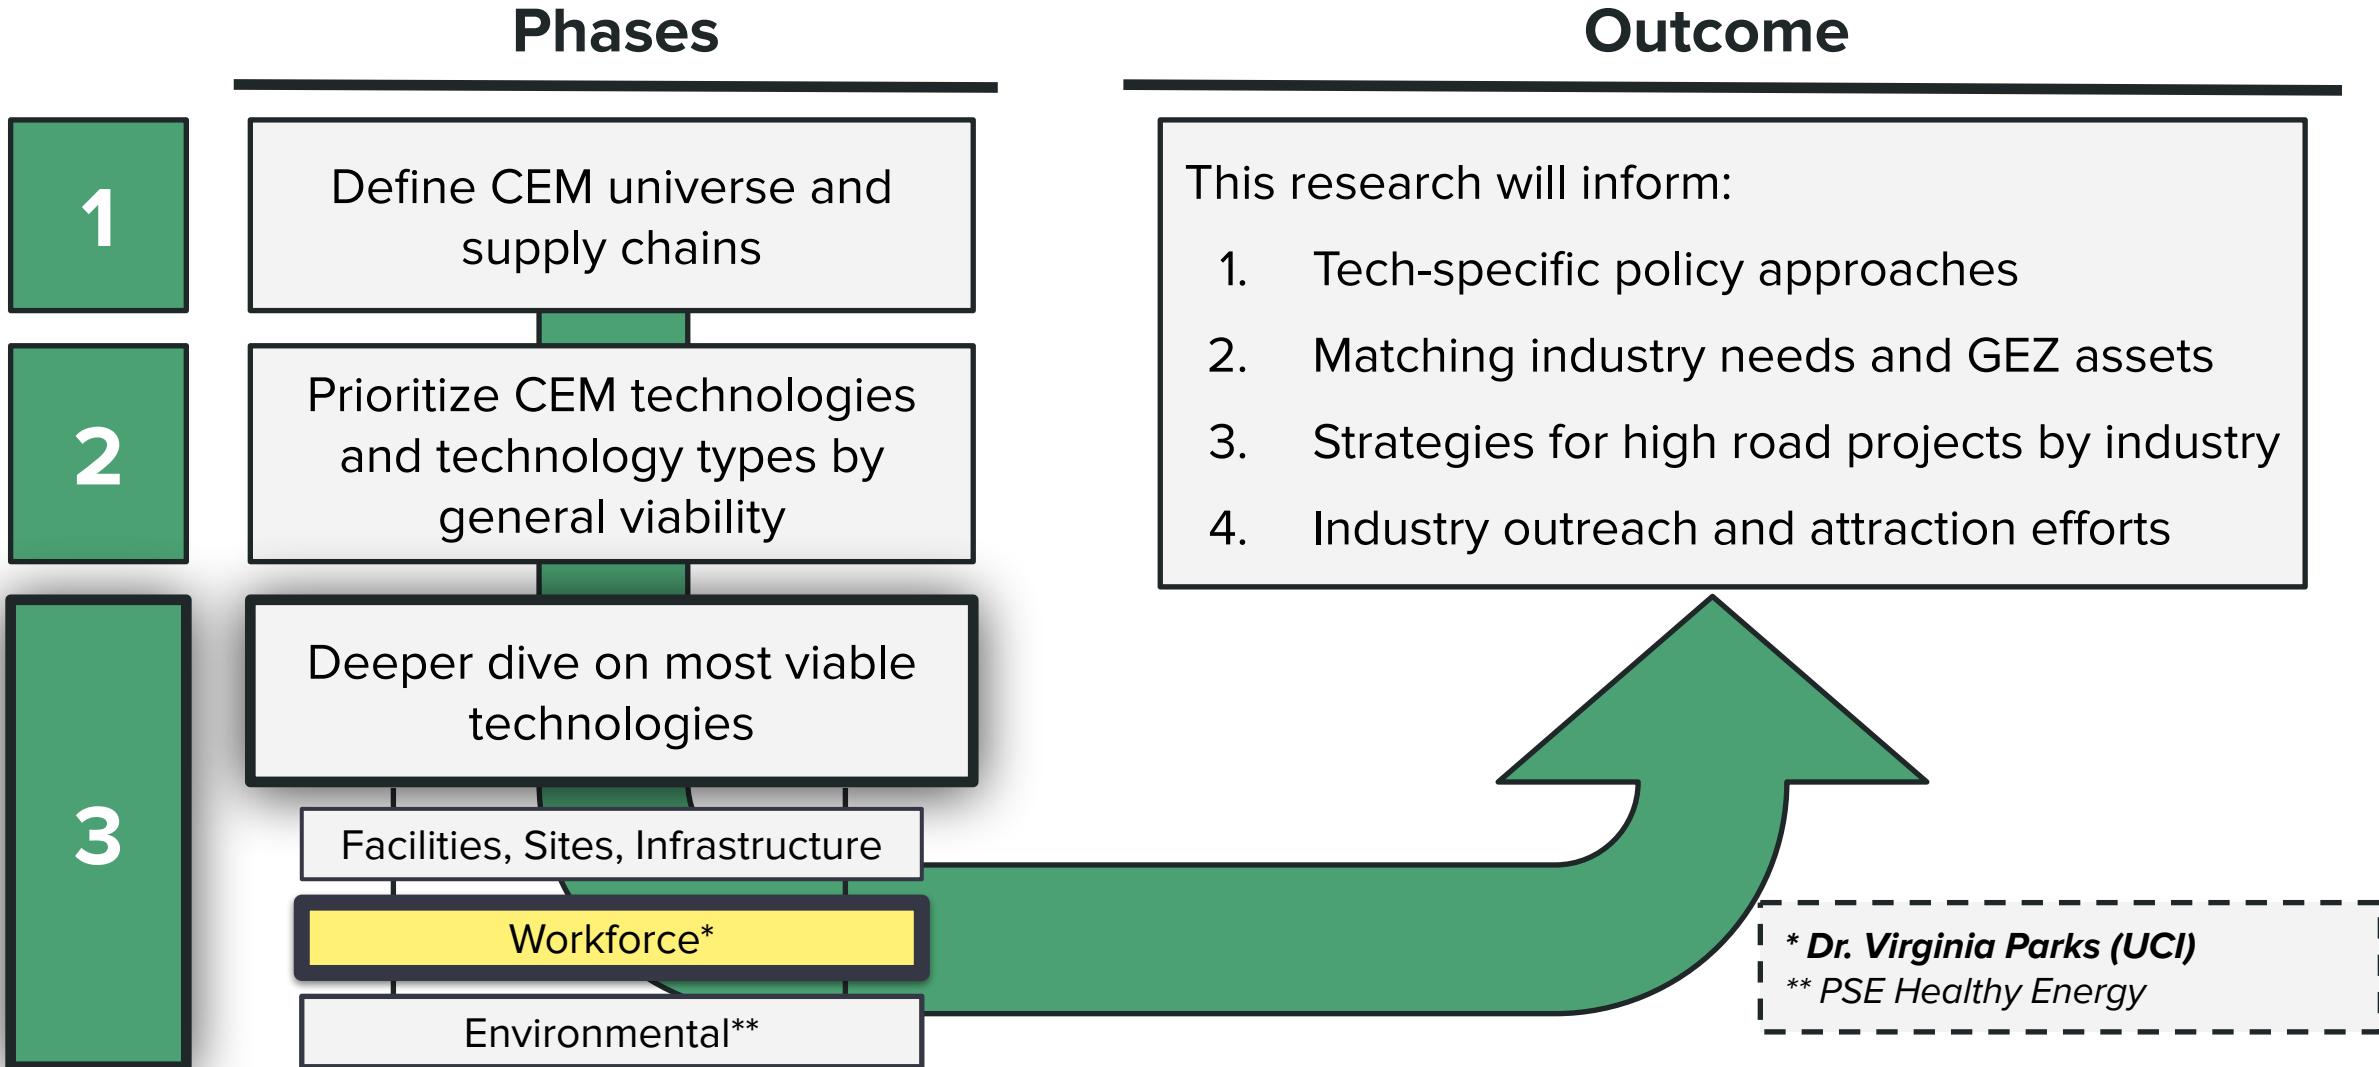 Phases
1
Define CEM universe and
supply chains
2
Prioritize CEM technologies
and technology types by
general viability
3
Deeper dive on most viable
technologies
Facilities, Sites, Infrastructure
Workforce*
Environmental**
Outcome
This research will inform:
1. Tech-specific policy approaches
2. Matching industry needs and GEZ assets
3. Strategies for high road projects by industry
4. Industry outreach and attraction efforts
* Dr. Virginia Parks (UCI)
** PSE Healthy Energy